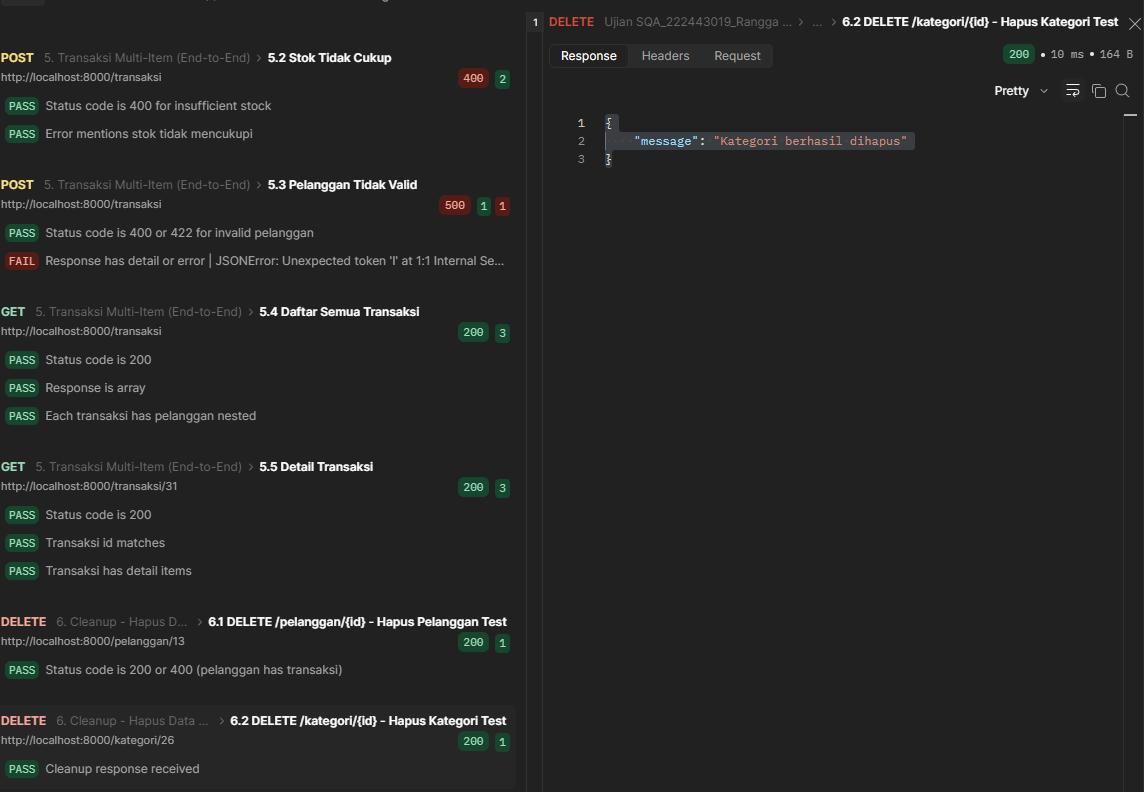 POST 5. Transaksi Multi-Item (End-to-End) > 5.2 Stok Tidak Cukup
http://localhost:8000/transaksi
400 2
PASS Status code is 400 for insufficient stock
PASS Error mentions stok tidak mencukupi
POST 5. Transaksi Multi-Item (End-to-End) > 5.3 Pelanggan Tidak Valid
http://localhost:8000/transaksi
500 1 1
PASS Status code is 400 or 422 for invalid pelanggan
FAIL Response has detail or error | JSONError: Unexpected token 'I' at 1:1 Internal Se...
GET 5. Transaksi Multi-Item (End-to-End) > 5.4 Daftar Semua Transaksi
http://localhost:8000/transaksi
200 3
PASS Status code is 200
PASS Response is array
PASS Each transaksi has pelanggan nested
GET 5. Transaksi Multi-Item (End-to-End) > 5.5 Detail Transaksi
http://localhost:8000/transaksi/31
200 3
PASS Status code is 200
PASS Transaksi id matches
PASS Transaksi has detail items
DELETE 6. Cleanup - Hapus D... > 6.1 DELETE /pelanggan/{id} - Hapus Pelanggan Test
http://localhost:8000/pelanggan/13
200 1
PASS Status code is 200 or 400 (pelanggan has transaksi)
DELETE 6. Cleanup - Hapus Data ... > 6.2 DELETE /kategori/{id} - Hapus Kategori Test
http://localhost:8000/kategori/26
200 1
PASS Cleanup response received
1 DELETE Ujian SQA_222443019_Rangga ... > ... > 6.2 DELETE /kategori/{id} - Hapus Kategori Test
Response Headers Request
200 • 10 ms • 164 B
Pretty
1 {
2 "message": "Kategori berhasil dihapus"
3 }